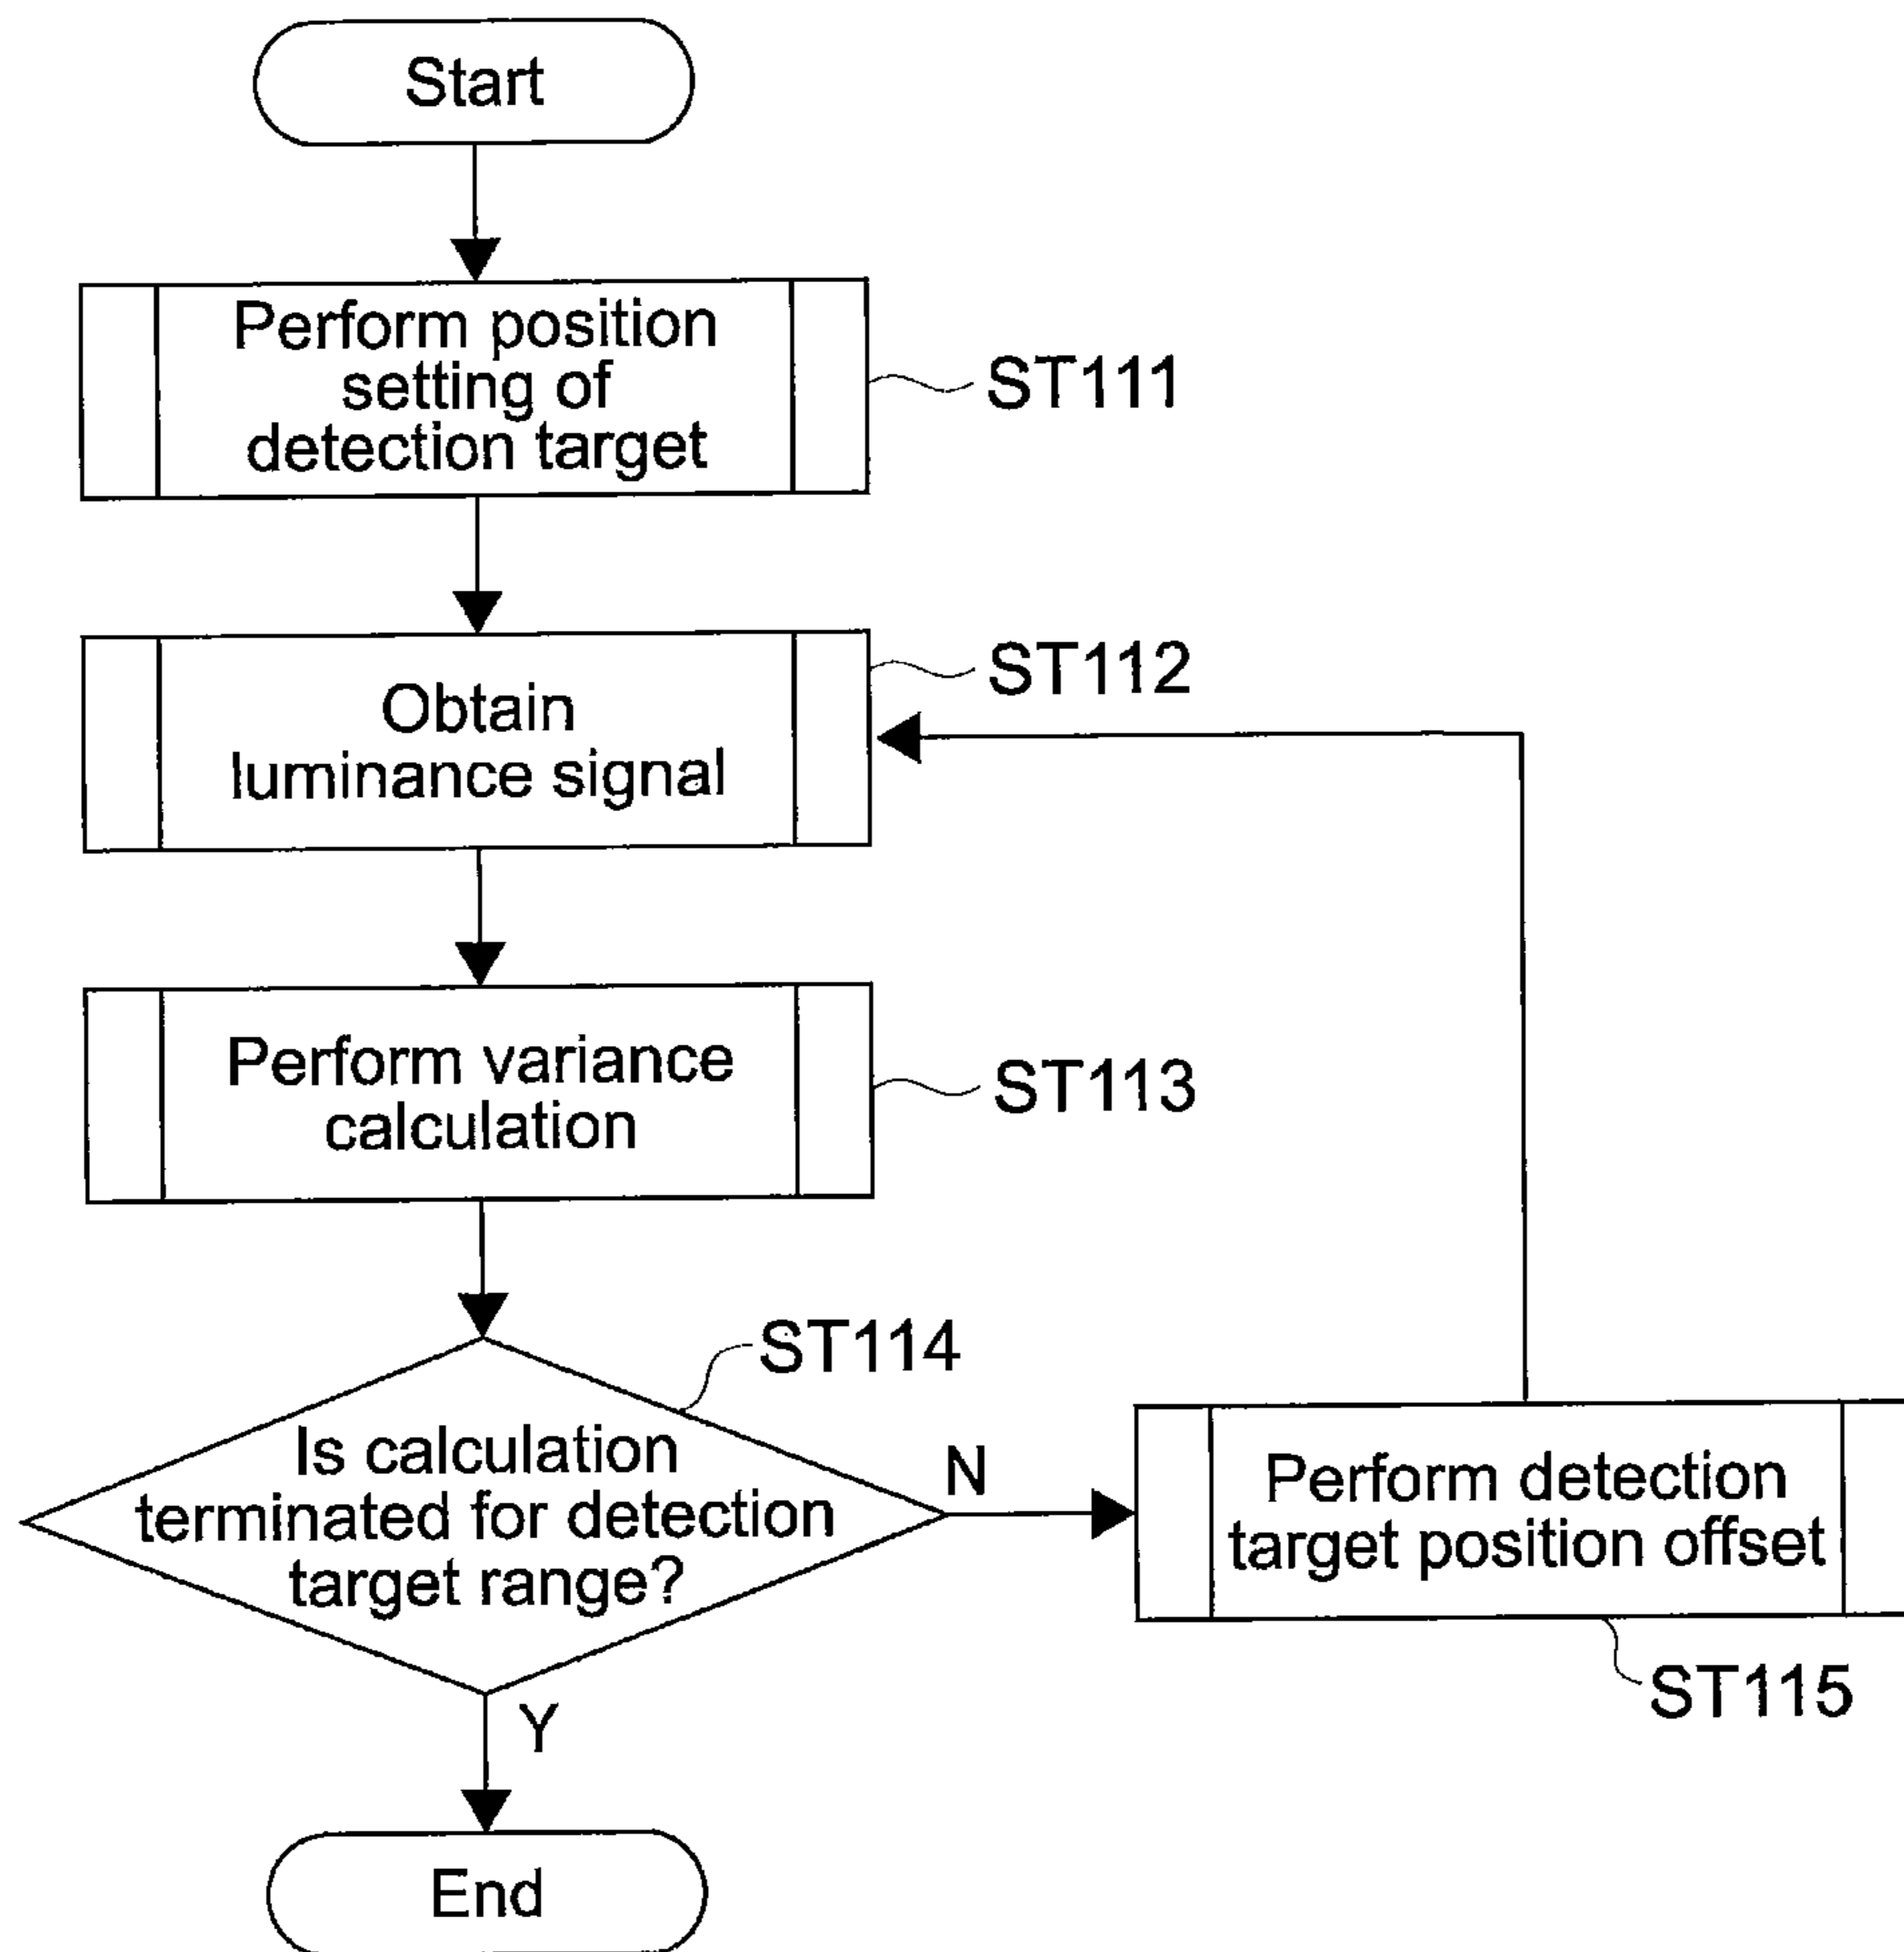 Start
Perform position
setting of
detection target
ST111
ST112
Obtain
luminance signal
Perform variance
calculation
ST113
ST114
Is calculation
terminated for detection
target range?
N
Perform detection
target position offset
ST115
Y
End